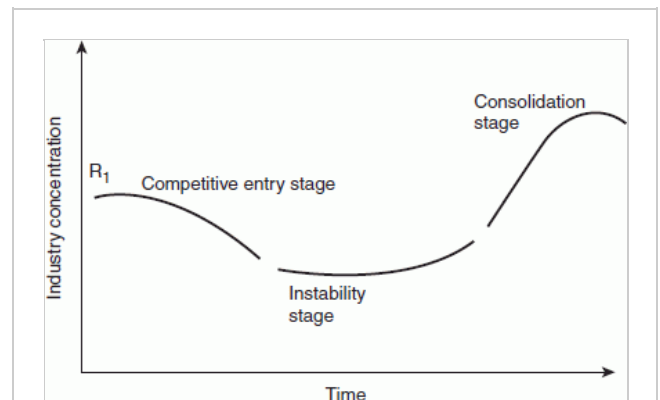 Consolidation
stage
R1
Competitive entry stage
Industry concentration
Instability
stage
Time